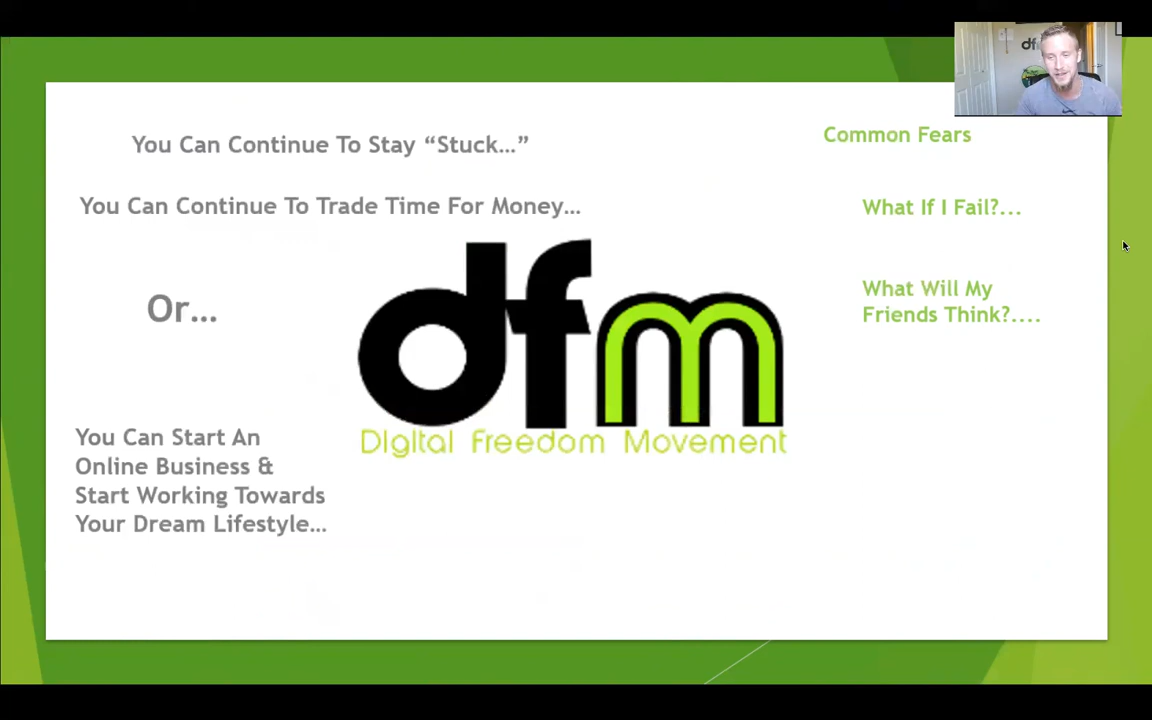 You Can Continue To Stay “Stuck…”
You Can Continue To Trade Time For Money…
Or…
You Can Start An
Online Business &
Start Working Towards
Your Dream Lifestyle…
dfm
Digital Freedom Movement
Common Fears
What If I Fail?...
What Will My
Friends Think?....
df